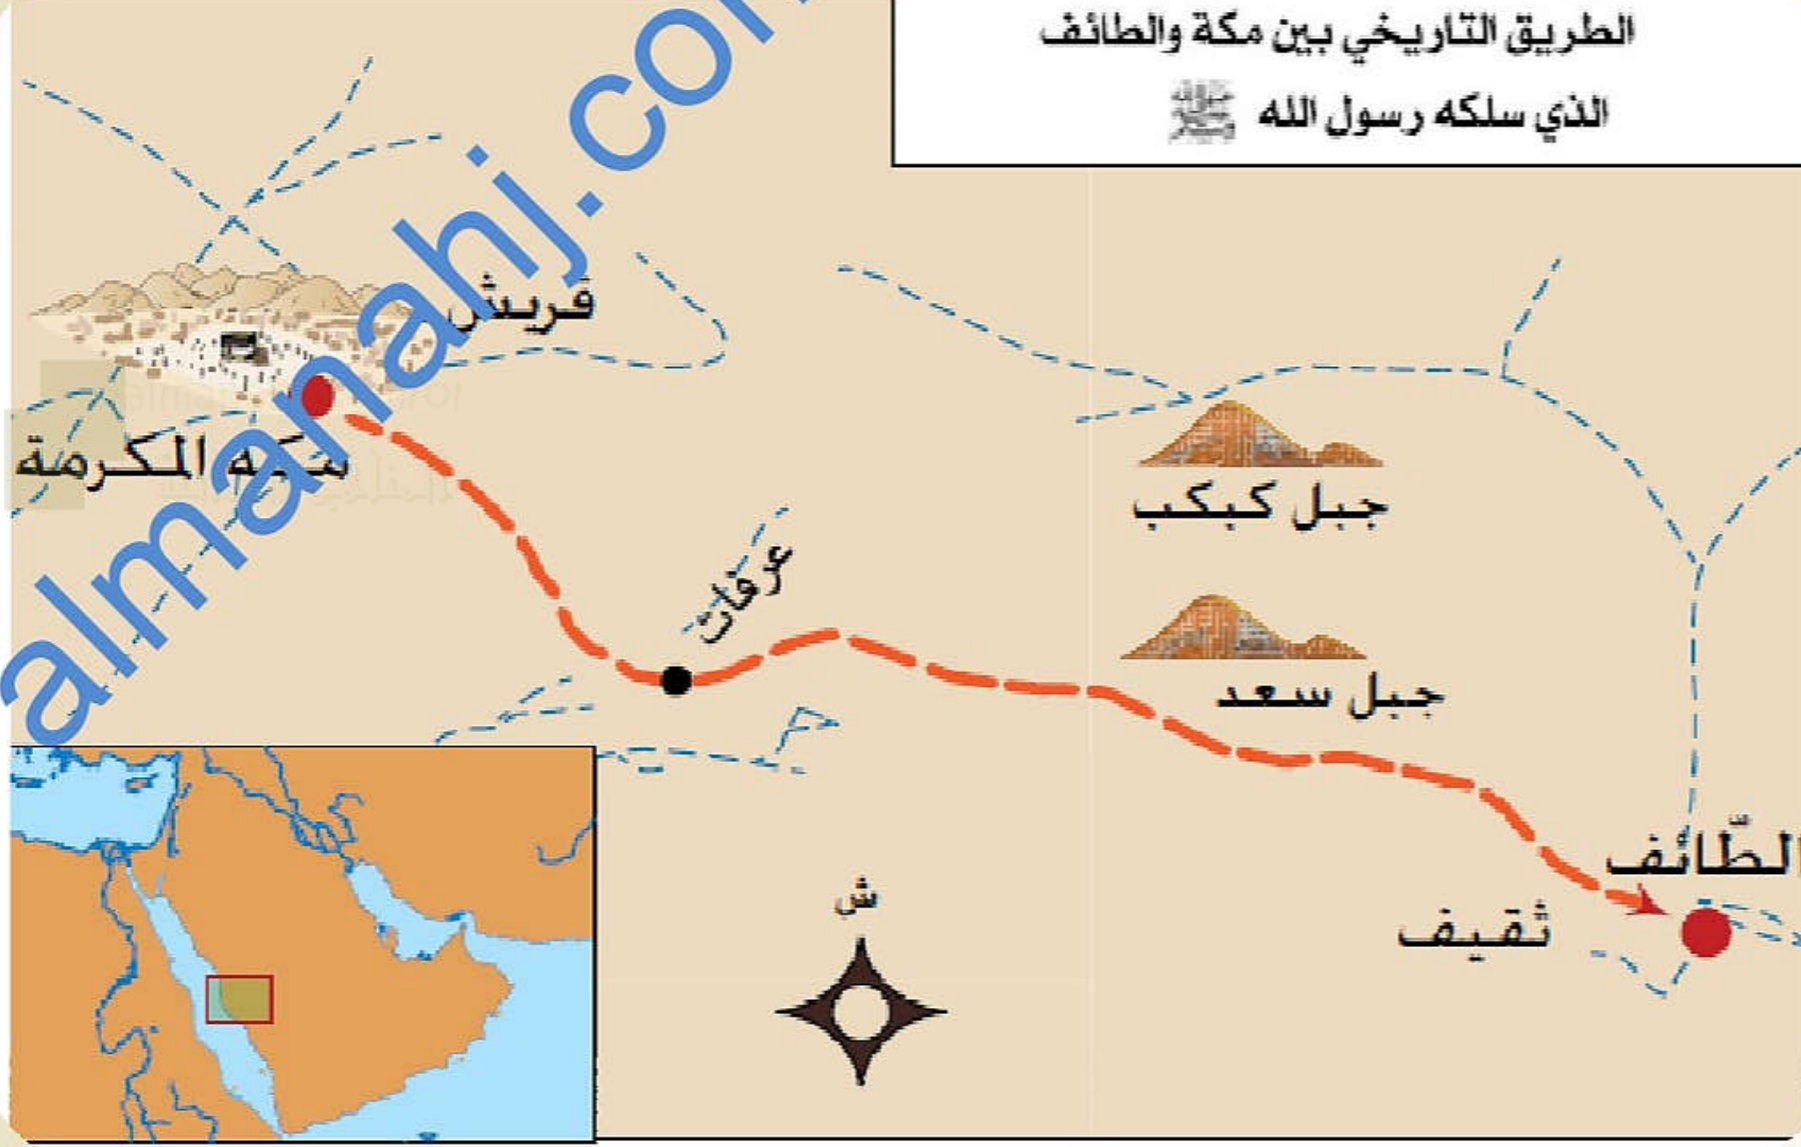 الطريق التاريخي بين مكة والطائف
الذي سلكه رسول الله ﷺ
almanahj.com
قريش
مكة المكرمة
جبل كبكب
عرفات
جبل سعد
الطّائف
ثقيف
ش